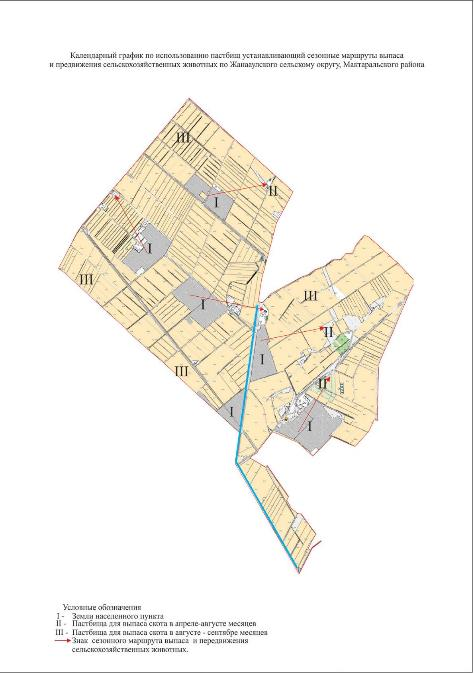 Календарный график по использованию пастбищ устанавливающий сезонные маршруты выпаса
и предвижения сельскохозяйственных животных по Жанааулскому сельскому округу, Мактаральского района
III
II
I
I
III
III
I
II
I
III
II
I
I
Условные обозначения
I - Земли населенного пункта
II - Пастбища для выпаса скота в апреле-августе месяцев
III - Пастбища для выпаса скота в августе - сентябре месяцев
Знак сезонного маршрута выпаса и передвижения
сельскохозяйственных животных.